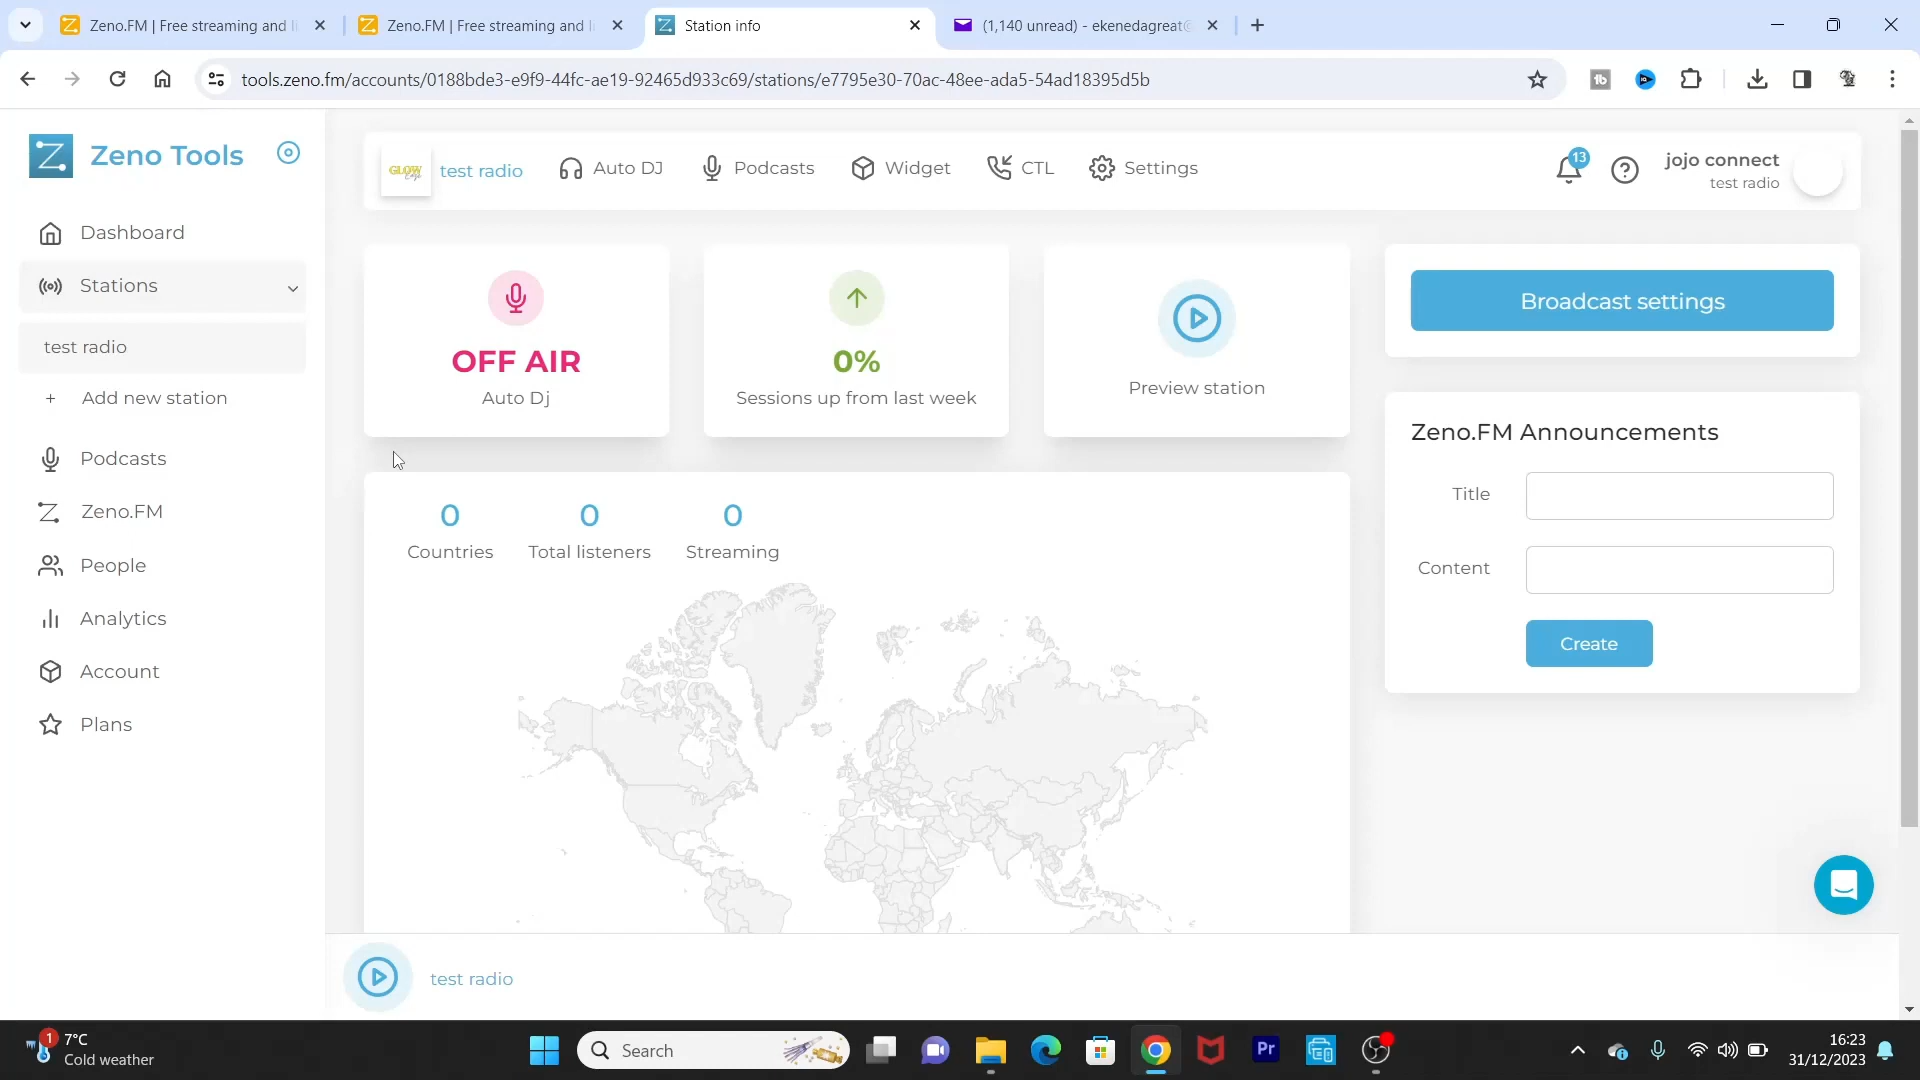 Zeno.FM | Free streaming and li
Zeno.FM | Free streaming and li
Station info
(1,140 unread) - ekenedagreat@
tools.zeno.fm/accounts/0188bde3-e9f9-44fc-ae19-92465d933c69/stations/e7795e30-70ac-48ee-ada5-54ad18395d5b
Zeno Tools
Dashboard
Stations
test radio
+ Add new station
Podcasts
Zeno.FM
People
Analytics
Account
Plans
GLOW
test radio
Auto DJ
Podcasts
Widget
CTL
Settings
13
jojo connect
test radio
OFF AIR
Auto Dj
0%
Sessions up from last week
Preview station
Broadcast settings
Zeno.FM Announcements
Title
Content
Create
0
Countries
0
Total listeners
0
Streaming
test radio
1
7°C
Cold weather
Search
Pr
16:23
31/12/2023